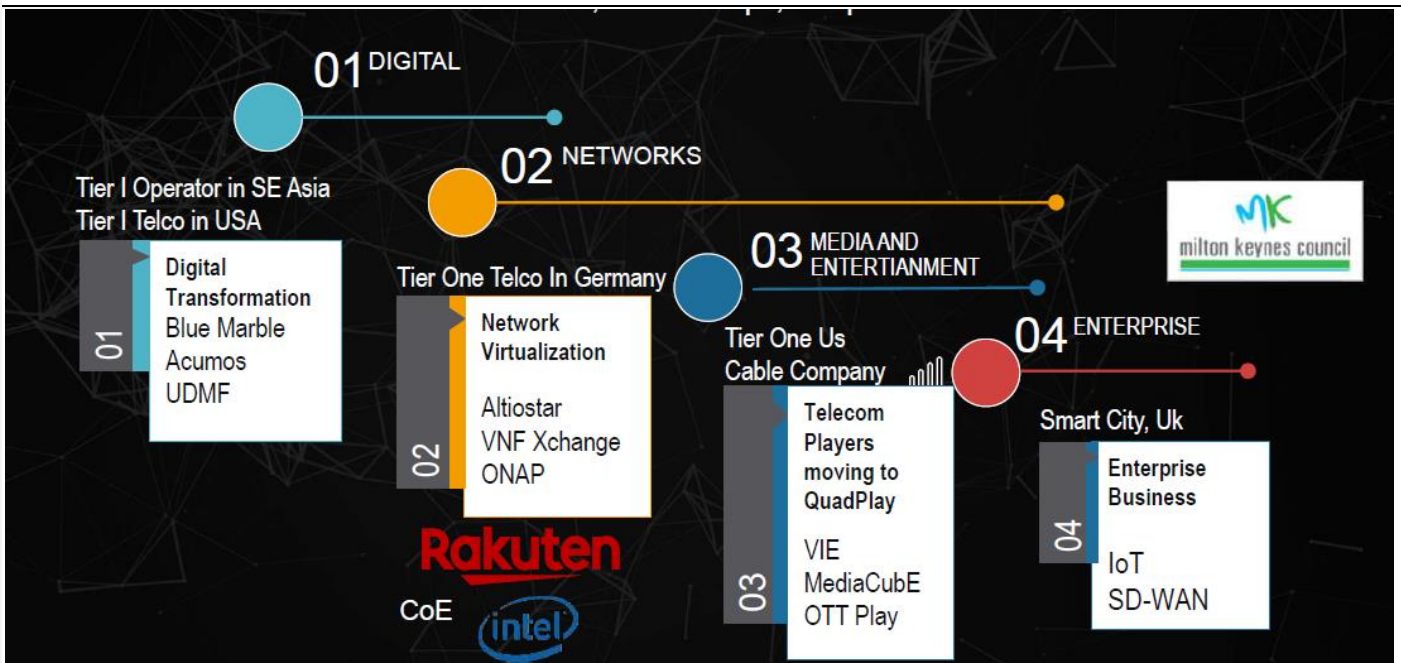 01 DIGITAL
02 NETWORKS
Tier I Operator in SE Asia
Tier I Telco in USA
01
Digital
Transformation
Blue Marble
Acumos
UDMF
Tier One Telco In Germany
02
Network
Virtualization
Altiostar
VNF Xchange
ONAP
Rakuten
CoE
intel
03 MEDIA AND
ENTERTIANMENT
Tier One Us
Cable Company
03
Telecom
Players
moving to
QuadPlay
VIE
MediaCubE
OTT Play
MK
milton keynes council
04 ENTERPRISE
Smart City, Uk
04
Enterprise
Business
IoT
SD-WAN